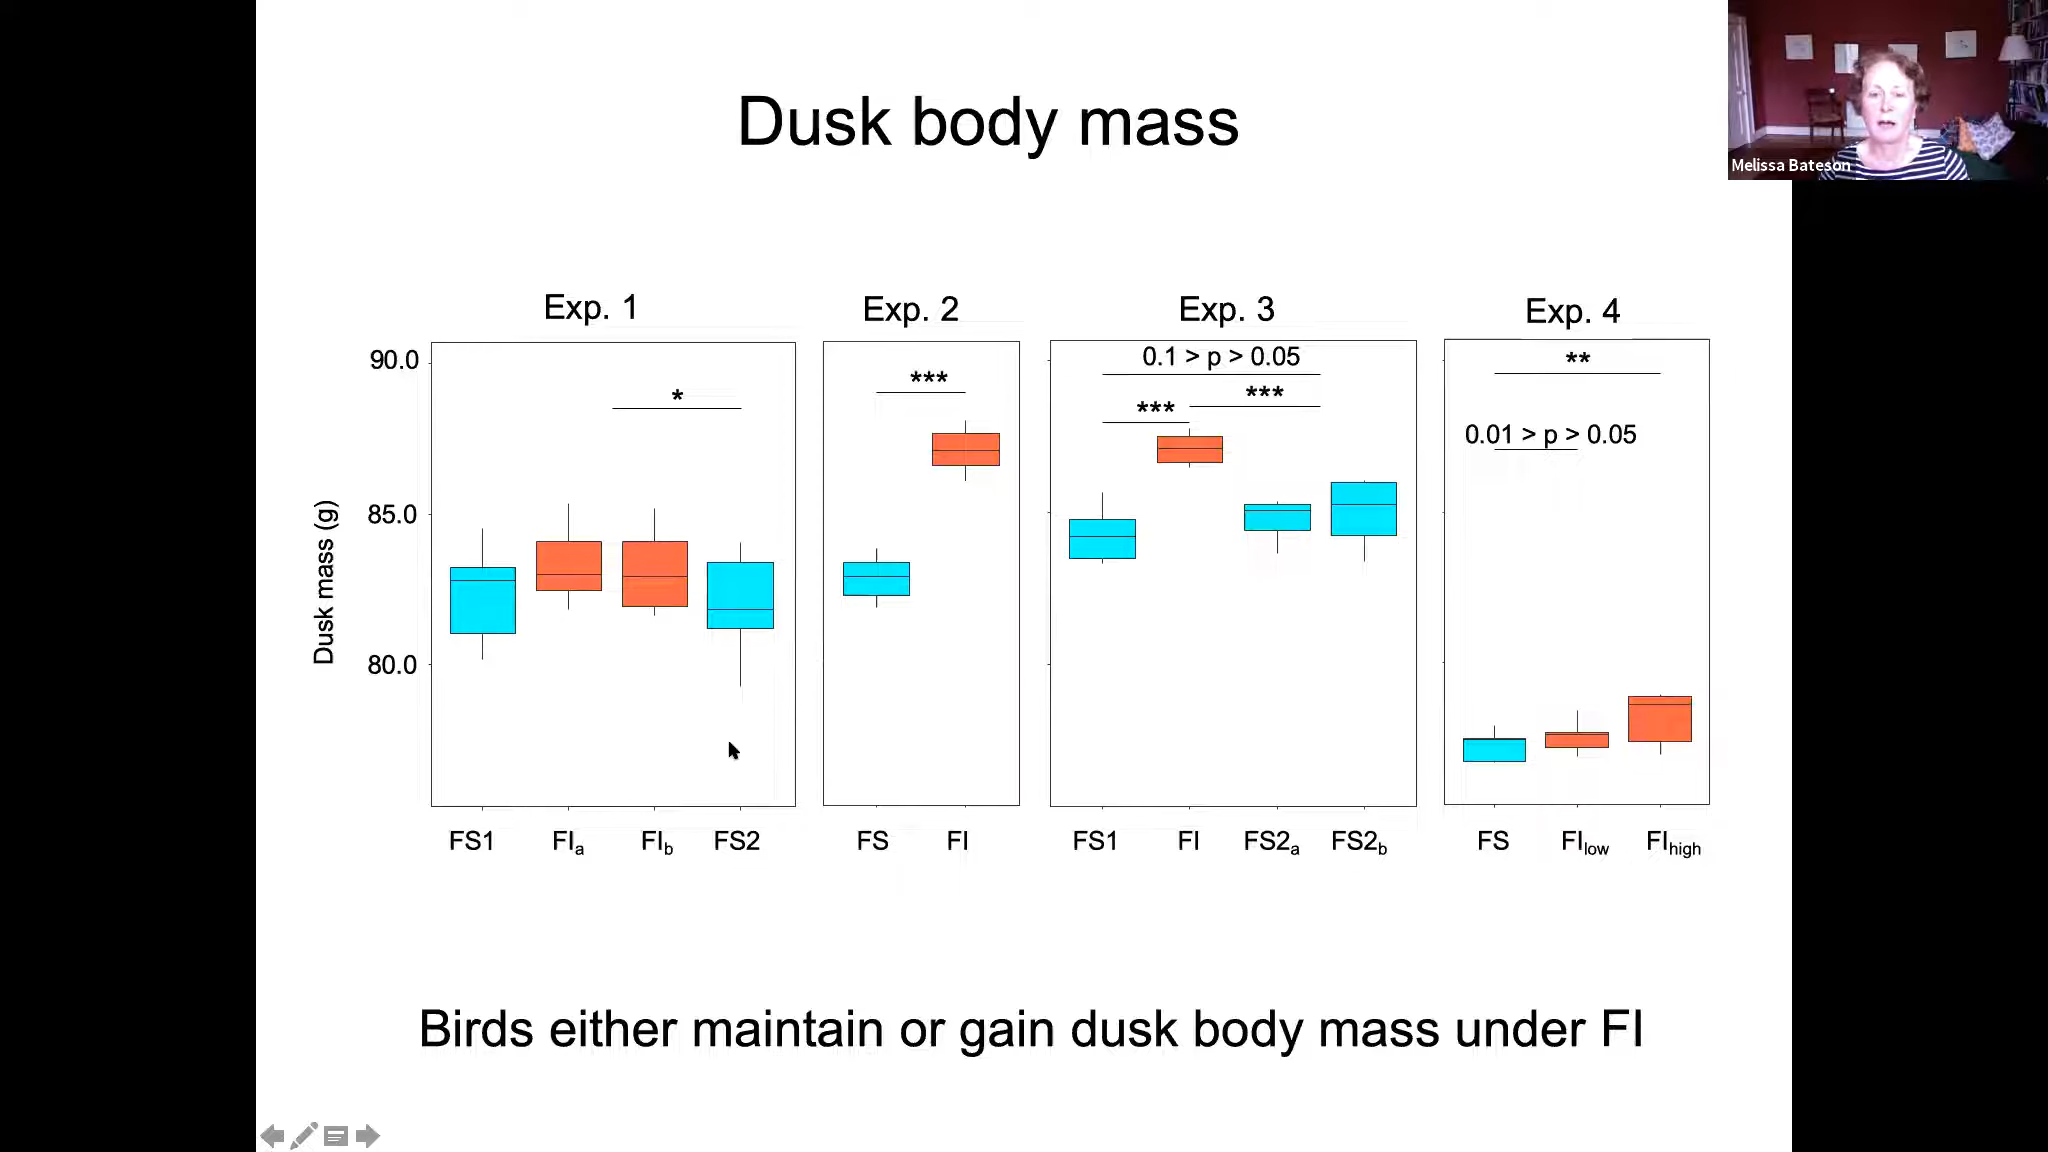 Dusk body mass
Melissa Bateson
Exp. 1
Exp. 2
Exp. 3
Exp. 4
Dusk mass (g)
90.0
85.0
80.0
*
***
0.1 > p > 0.05
***
***
**
0.01 > p > 0.05
FS1 FIa FIb FS2
FS FI
FS1 FI FS2a FS2b
FS FIlow FIhigh
Birds either maintain or gain dusk body mass under FI